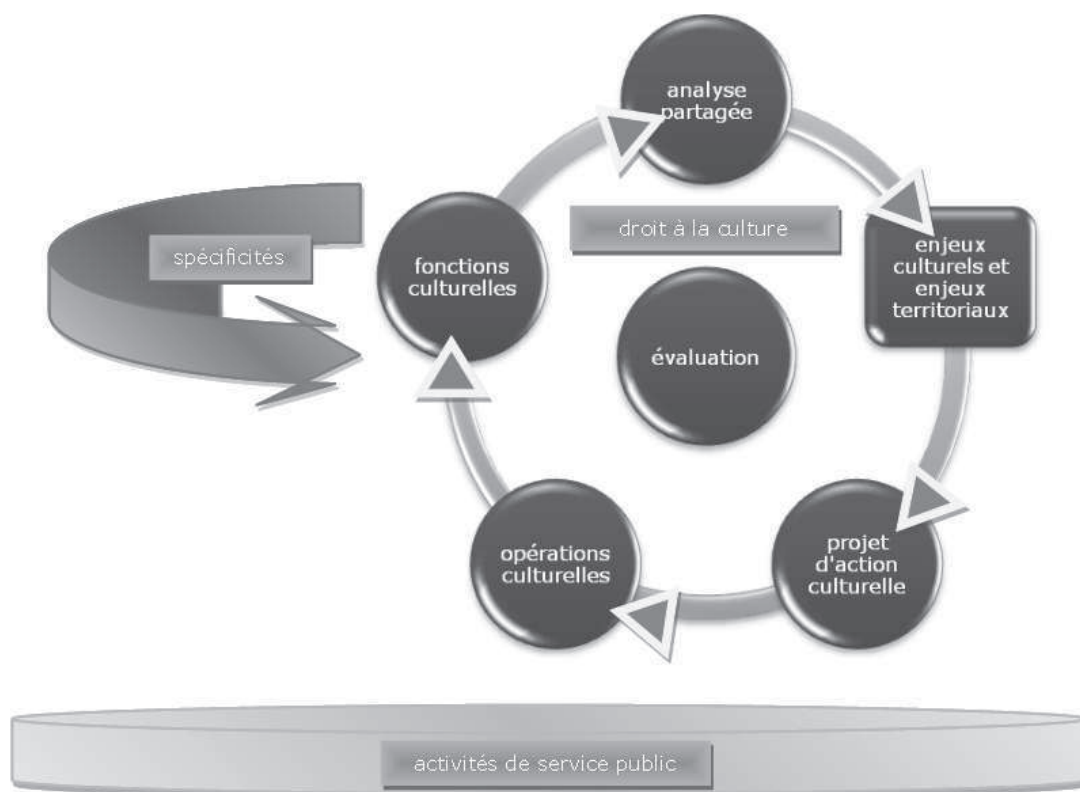 analyse
partagée
droit à la culture
spécificités
fonctions
culturelles
enjeux
culturels et
enjeux
territoriaux
évaluation
opérations
culturelles
projet
d'action
culturelle
activités de service public